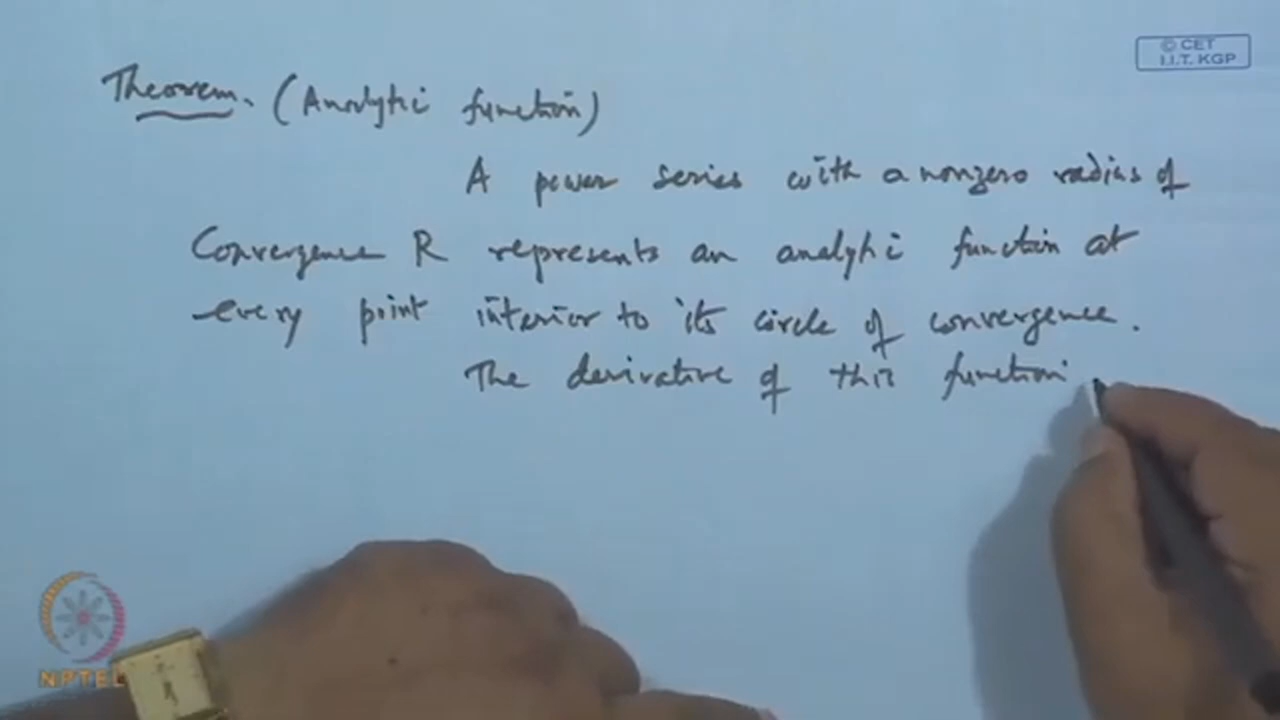 © CET
I.I.T. KGP
Theorem. (Analytic function)
A power series with a nonzero radius of
Convergence R represents an analytic function at
every point interior to its circle of convergence.
The derivative of this function
NPTEL